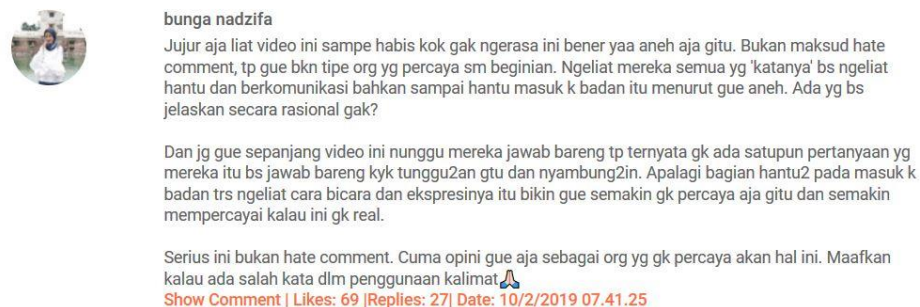 bunga nadzifa
Jujur aja liat video ini sampe habis kok gak ngerasa ini bener yaa aneh aja gitu. Bukan maksud hate
comment, tp gue bkn tipe org yg percaya sm beginian. Ngeliat mereka semua yg 'katanya' bs ngeliat
hantu dan berkomunikasi bahkan sampai hantu masuk k badan itu menurut gue aneh. Ada yg bs
jelaskan secara rasional gak?
Dan jg gue sepanjang video ini nunggu mereka jawab bareng tp ternyata gk ada satupun pertanyaan yg
mereka itu bs jawab bareng kyk tunggu2an gtu dan nyambung2in. Apalagi bagian hantu2 pada masuk k
badan trs ngeliat cara bicara dan ekspresinya itu bikin gue semakin gk percaya aja gitu dan semakin
mempercayai kalau ini gk real.
Serius ini bukan hate comment. Cuma opini gue aja sebagai org yg gk percaya akan hal ini. Maafkan
kalau ada salah kata dlm penggunaan kalimat🙏🏻
Show Comment | Likes: 69 |Replies: 27| Date: 10/2/2019 07.41.25